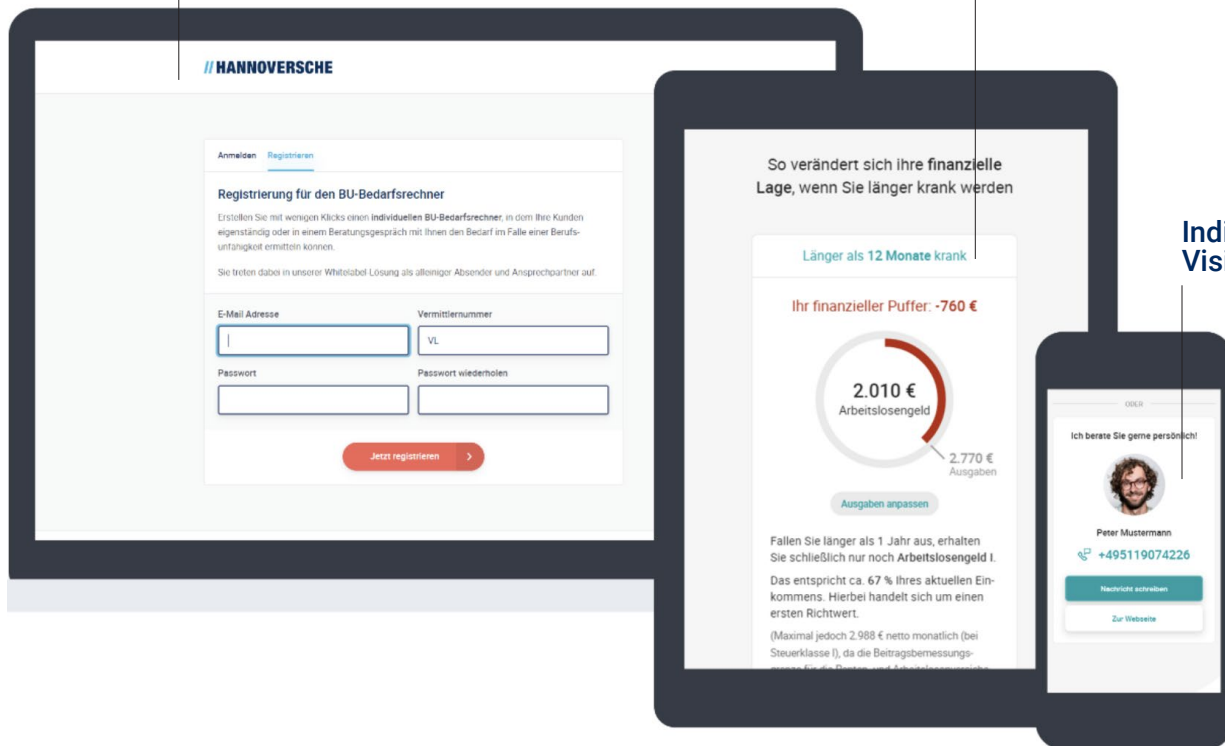 // HANNOVERSCHE
Anmelden Registrieren
Registrierung für den BU-Bedarfsrechner
Erstellen Sie mit wenigen Klicks einen individuellen BU-Bedarfsrechner, in dem Ihre Kunden
eigenständig oder in einem Beratungsgespräch mit Ihnen den Bedarf im Falle einer Berufs-
unfähigkeit ermitteln können.
Sie treten dabei in unserer Whitelabel-Lösung als alleiniger Absender und Ansprechpartner auf.
E-Mail Adresse
Vermittlernummer
VL
Passwort
Passwort wiederholen
Jetzt registrieren
So verändert sich ihre finanzielle
Lage, wenn Sie länger krank werden
Länger als 12 Monate krank
Ihr finanzieller Puffer: -760 €
2.010 €
Arbeitslosengeld
2.770 €
Ausgaben
Ausgaben anpassen
Fallen Sie länger als 1 Jahr aus, erhalten
Sie schließlich nur noch Arbeitslosengeld I.
Das entspricht ca. 67 % Ihres aktuellen Ein-
kommens. Hierbei handelt sich um einen
ersten Richtwert.
(Maximal jedoch 2.988 € netto monatlich (bei
Steuerklasse I), da die Beitragsbemessungs-
Indi
Visi
ODER
Ich berate Sie gerne persönlich!
Peter Mustermann
+495119074226
Nachricht schreiben
Zur Webseite